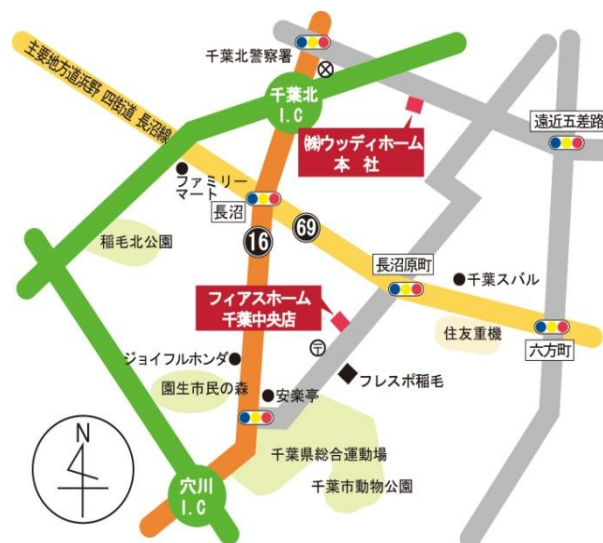 千葉北警察署
千葉北
I.C
主要地方道浜野 四街道 長沼線
㈱ウッディホーム
本 社
遠近五差路
ファミリー
マート
長沼
稲毛北公園
16
69
長沼原町
千葉スバル
フィアスホーム
千葉中央店
住友重機
六方町
〒
ジョイフルホンダ
フレスポ稲毛
園生市民の森
安楽亭
千葉県総合運動場
千葉市動物公園
穴川
I.C
N